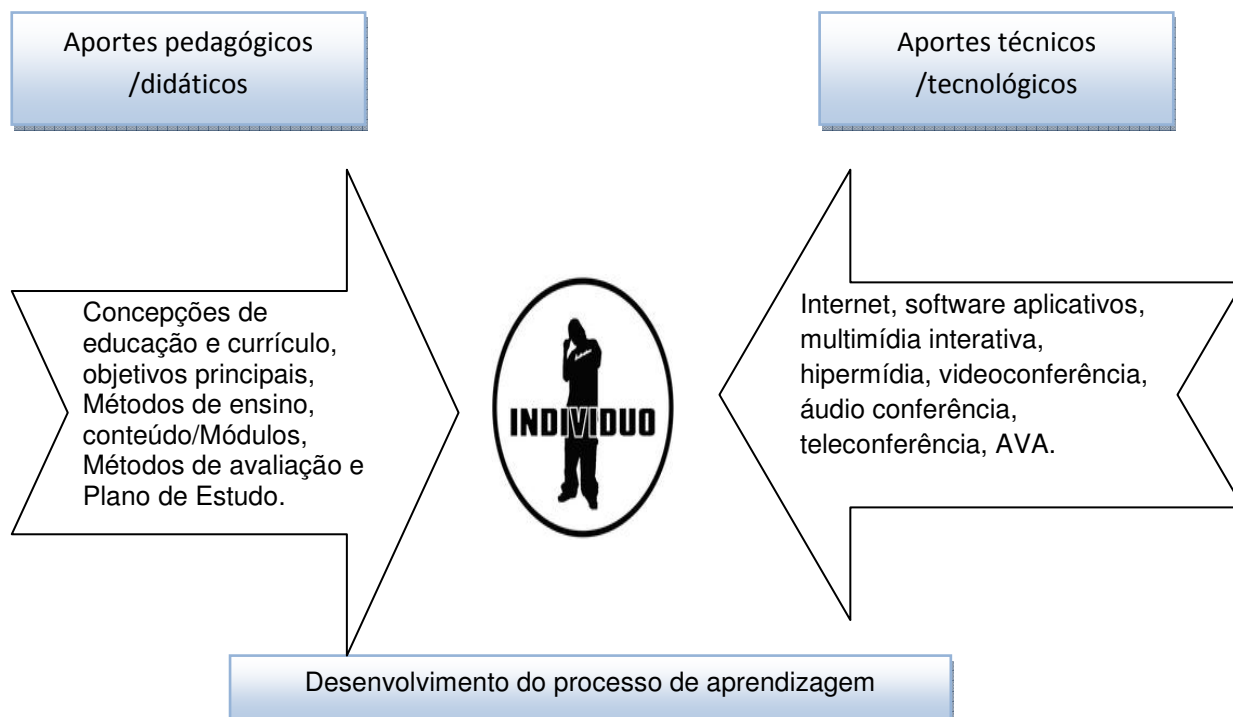 Aportes pedagógicos
/didáticos
Aportes técnicos
/tecnológicos
Concepções de
educação e currículo,
objetivos principais,
Métodos de ensino,
conteúdo/Módulos,
Métodos de avaliação e
Plano de Estudo.
INDIVIDUO
Internet, software aplicativos,
multimídia interativa,
hipermídia, videoconferência,
áudio conferência,
teleconferência, AVA.
Desenvolvimento do processo de aprendizagem